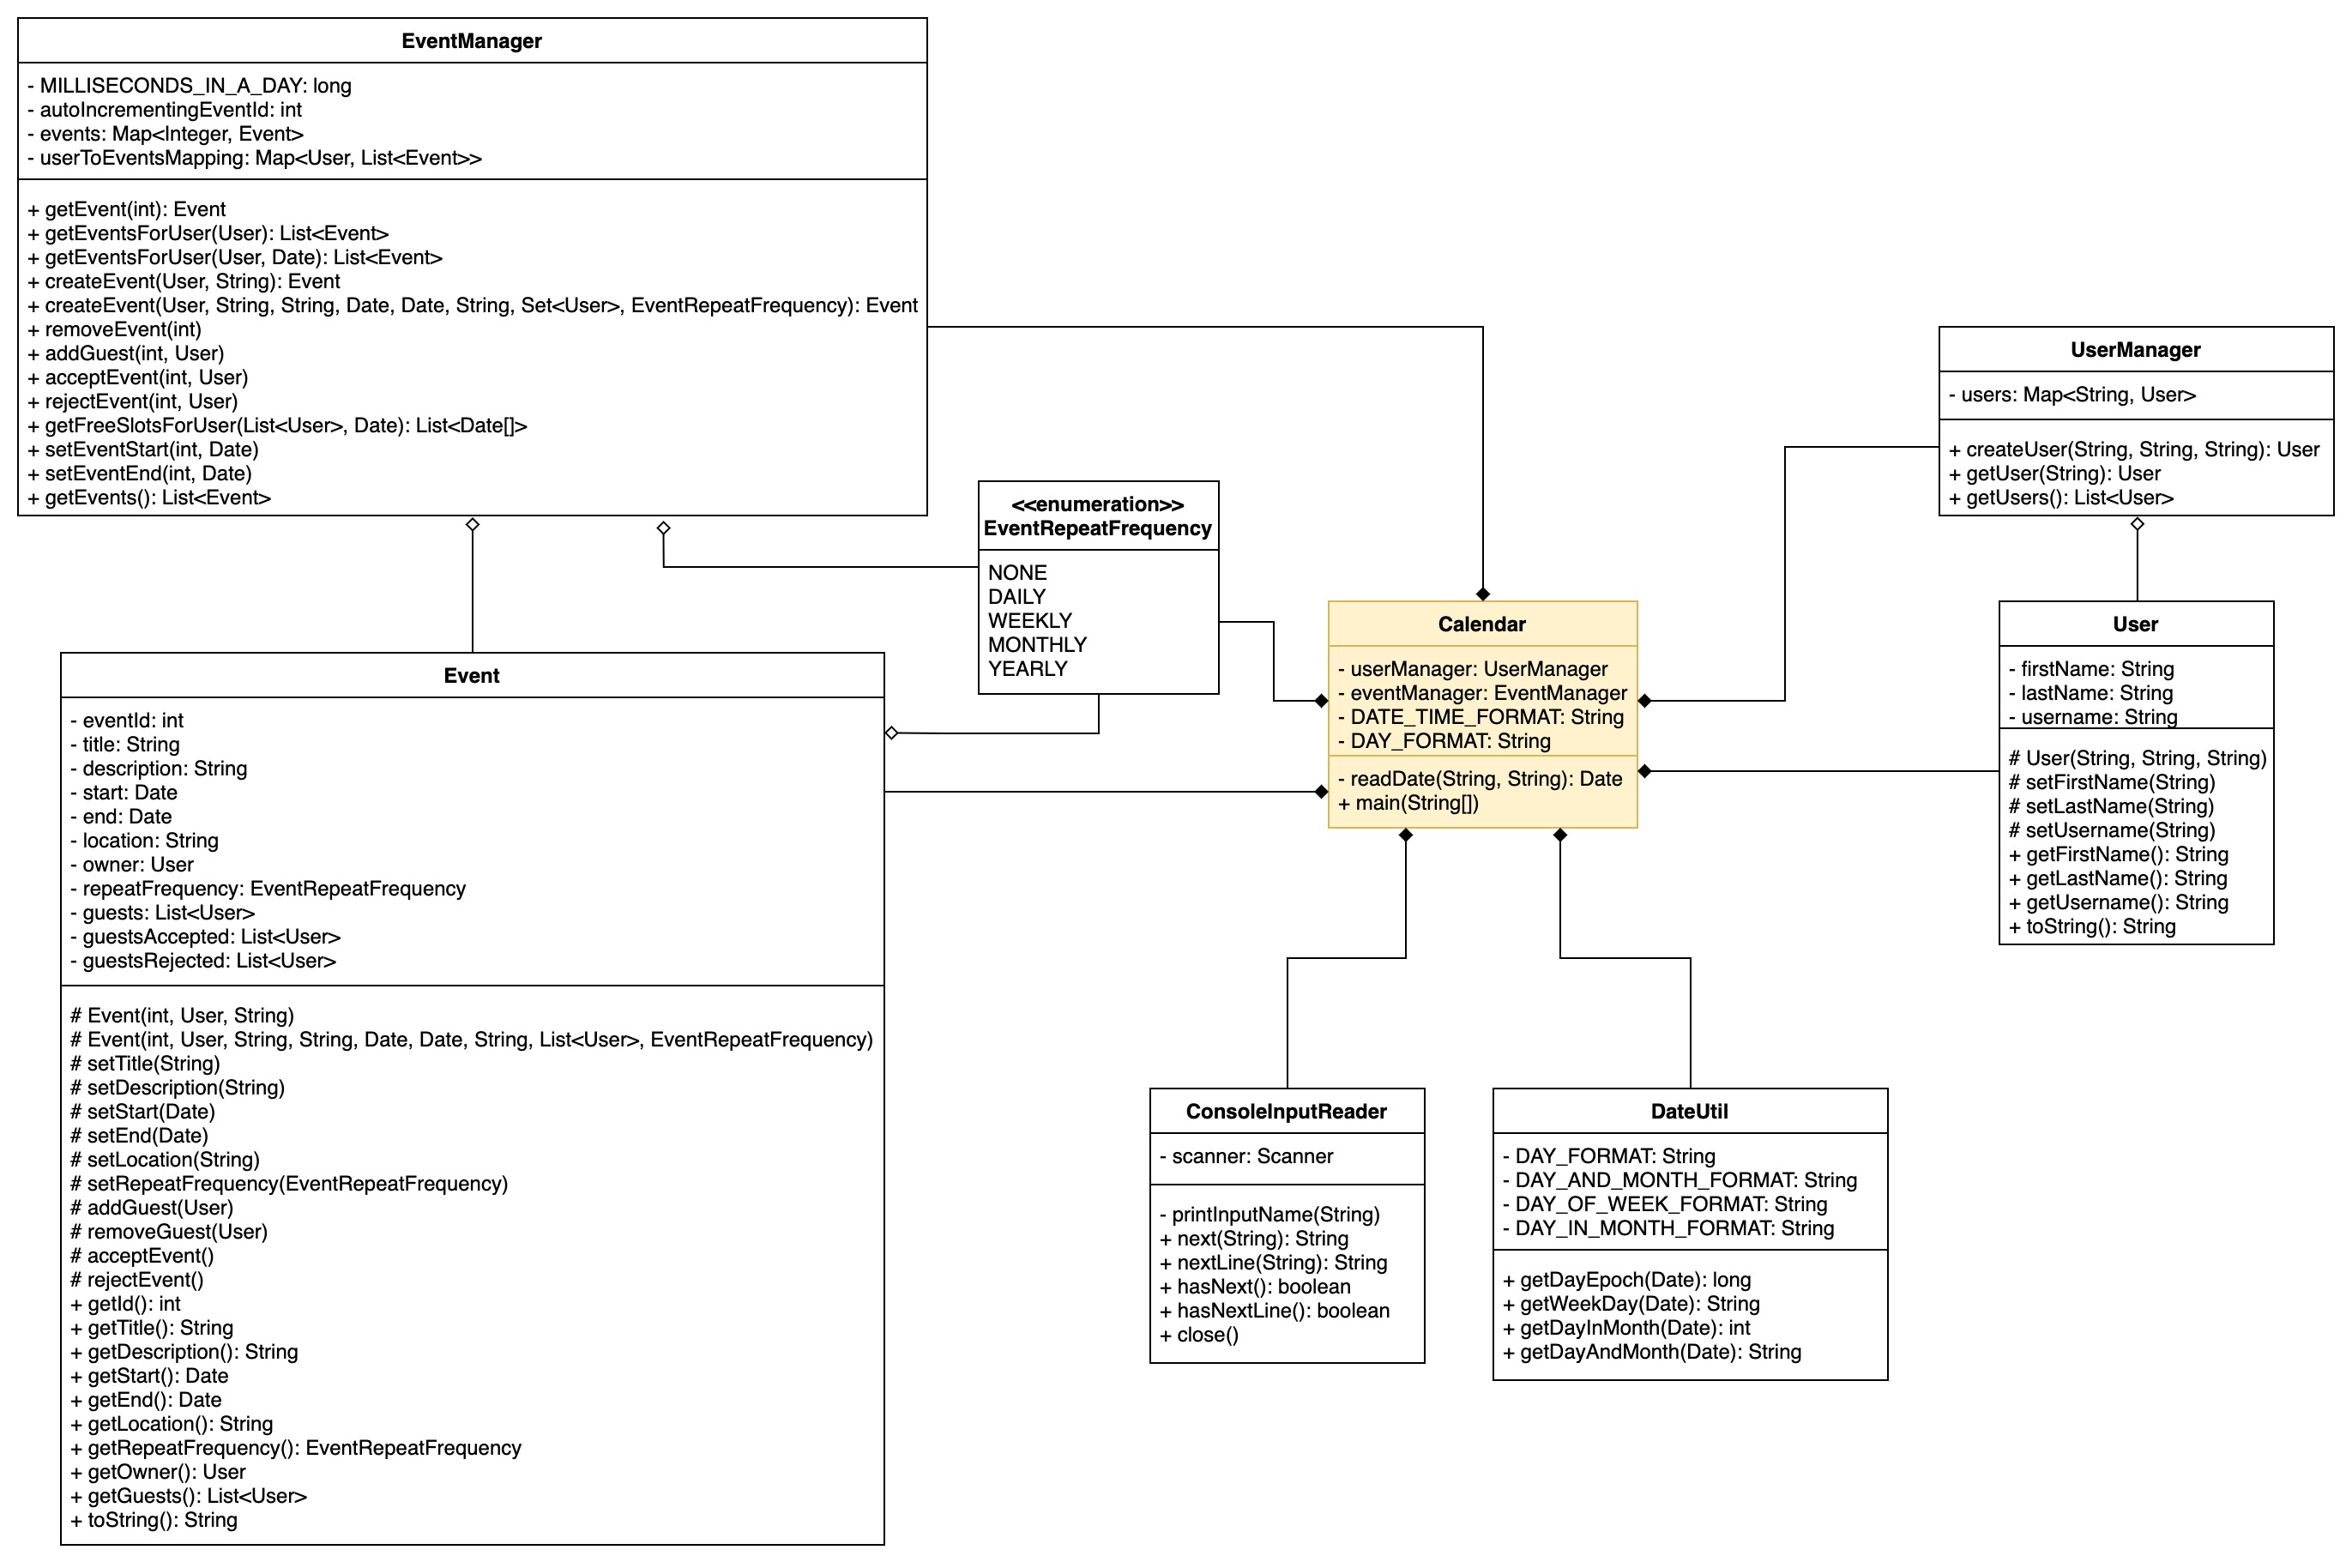 EventManager
- MILLISECONDS_IN_A_DAY: long
- autoIncrementingEventId: int
- events: Map<Integer, Event>
- userToEventsMapping: Map<User, List<Event>>
+ getEvent(int): Event
+ getEventsForUser(User): List<Event>
+ getEventsForUser(User, Date): List<Event>
+ createEvent(User, String): Event
+ createEvent(User, String, String, Date, Date, String, Set<User>, EventRepeatFrequency): Event
+ removeEvent(int)
+ addGuest(int, User)
+ acceptEvent(int, User)
+ rejectEvent(int, User)
+ getFreeSlotsForUser(List<User>, Date): List<Date[]>
+ setEventStart(int, Date)
+ setEventEnd(int, Date)
+ getEvents(): List<Event>
<<enumeration>>
EventRepeatFrequency
NONE
DAILY
WEEKLY
MONTHLY
YEARLY
UserManager
- users: Map<String, User>
+ createUser(String, String, String): User
+ getUser(String): User
+ getUsers(): List<User>
Calendar
- userManager: UserManager
- eventManager: EventManager
- DATE_TIME_FORMAT: String
- DAY_FORMAT: String
- readDate(String, String): Date
+ main(String[])
User
- firstName: String
- lastName: String
- username: String
# User(String, String, String)
# setFirstName(String)
# setLastName(String)
# setUsername(String)
+ getFirstName(): String
+ getLastName(): String
+ getUsername(): String
+ toString(): String
Event
- eventId: int
- title: String
- description: String
- start: Date
- end: Date
- location: String
- owner: User
- repeatFrequency: EventRepeatFrequency
- guests: List<User>
- guestsAccepted: List<User>
- guestsRejected: List<User>
# Event(int, User, String)
# Event(int, User, String, String, Date, Date, String, List<User>, EventRepeatFrequency)
# setTitle(String)
# setDescription(String)
# setStart(Date)
# setEnd(Date)
# setLocation(String)
# setRepeatFrequency(EventRepeatFrequency)
# addGuest(User)
# removeGuest(User)
# acceptEvent()
# rejectEvent()
+ getId(): int
+ getTitle(): String
+ getDescription(): String
+ getStart(): Date
+ getEnd(): Date
+ getLocation(): String
+ getRepeatFrequency(): EventRepeatFrequency
+ getOwner(): User
+ getGuests(): List<User>
+ toString(): String
ConsoleInputReader
- scanner: Scanner
- printInputName(String)
+ next(String): String
+ nextLine(String): String
+ hasNext(): boolean
+ hasNextLine(): boolean
+ close()
DateUtil
- DAY_FORMAT: String
- DAY_AND_MONTH_FORMAT: String
- DAY_OF_WEEK_FORMAT: String
- DAY_IN_MONTH_FORMAT: String
+ getDayEpoch(Date): long
+ getWeekDay(Date): String
+ getDayInMonth(Date): int
+ getDayAndMonth(Date): String